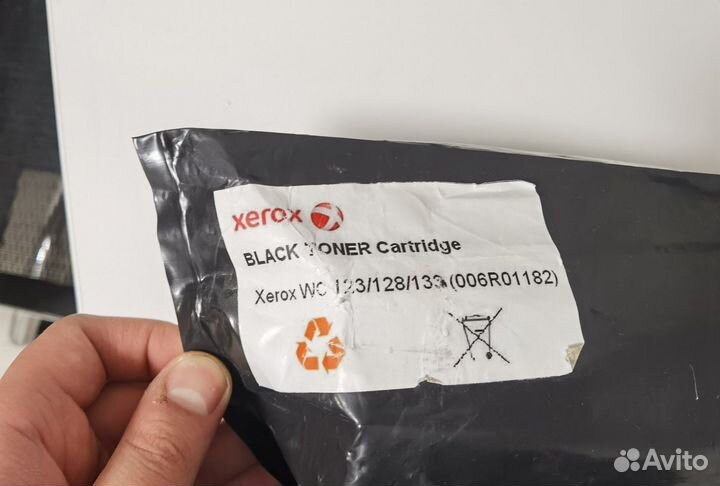 xerox
BLACK TONER Cartridge
Xerox WC 123/128/133 (006R01182)
Avito